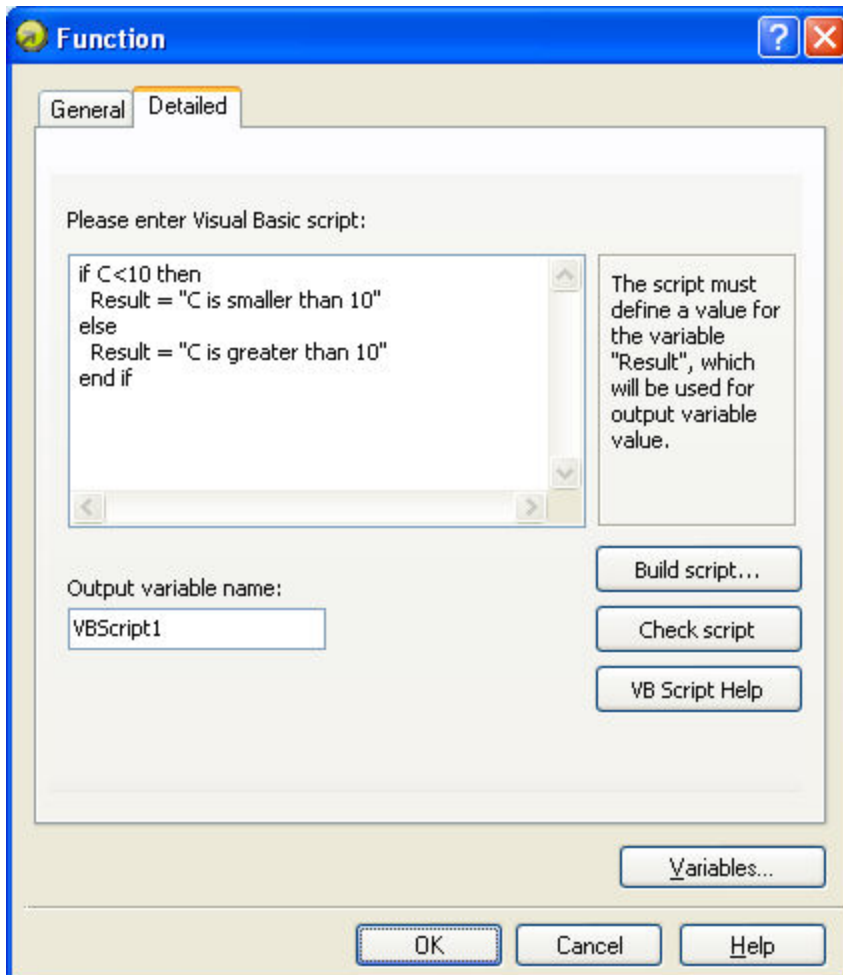 Function
General Detailed
Please enter Visual Basic script:
if C<10 then
Result = "C is smaller than 10"
else
Result = "C is greater than 10"
end if
The script must
define a value for
the variable
"Result", which
will be used for
output variable
value.
Output variable name:
VBScript1
Build script...
Check script
VB Script Help
Variables...
OK Cancel Help